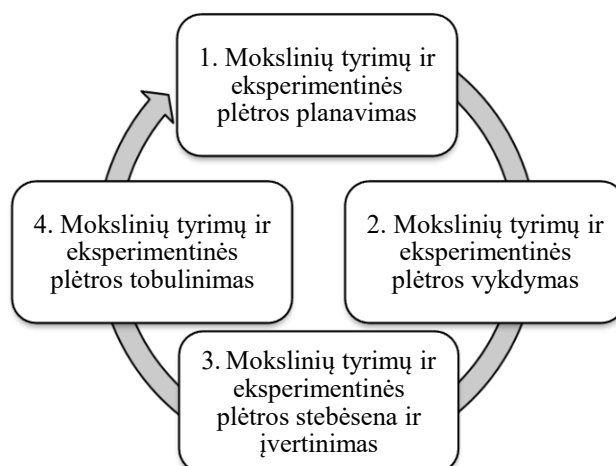 1. Mokslinių tyrimų ir
eksperimentinės
plėtros planavimas
2. Mokslinių tyrimų ir
eksperimentinės
plėtros vykdymas
3. Mokslinių tyrimų ir
eksperimentinės
plėtros stebėsena ir
įvertinimas
4. Mokslinių tyrimų ir
eksperimentinės
plėtros tobulinimas